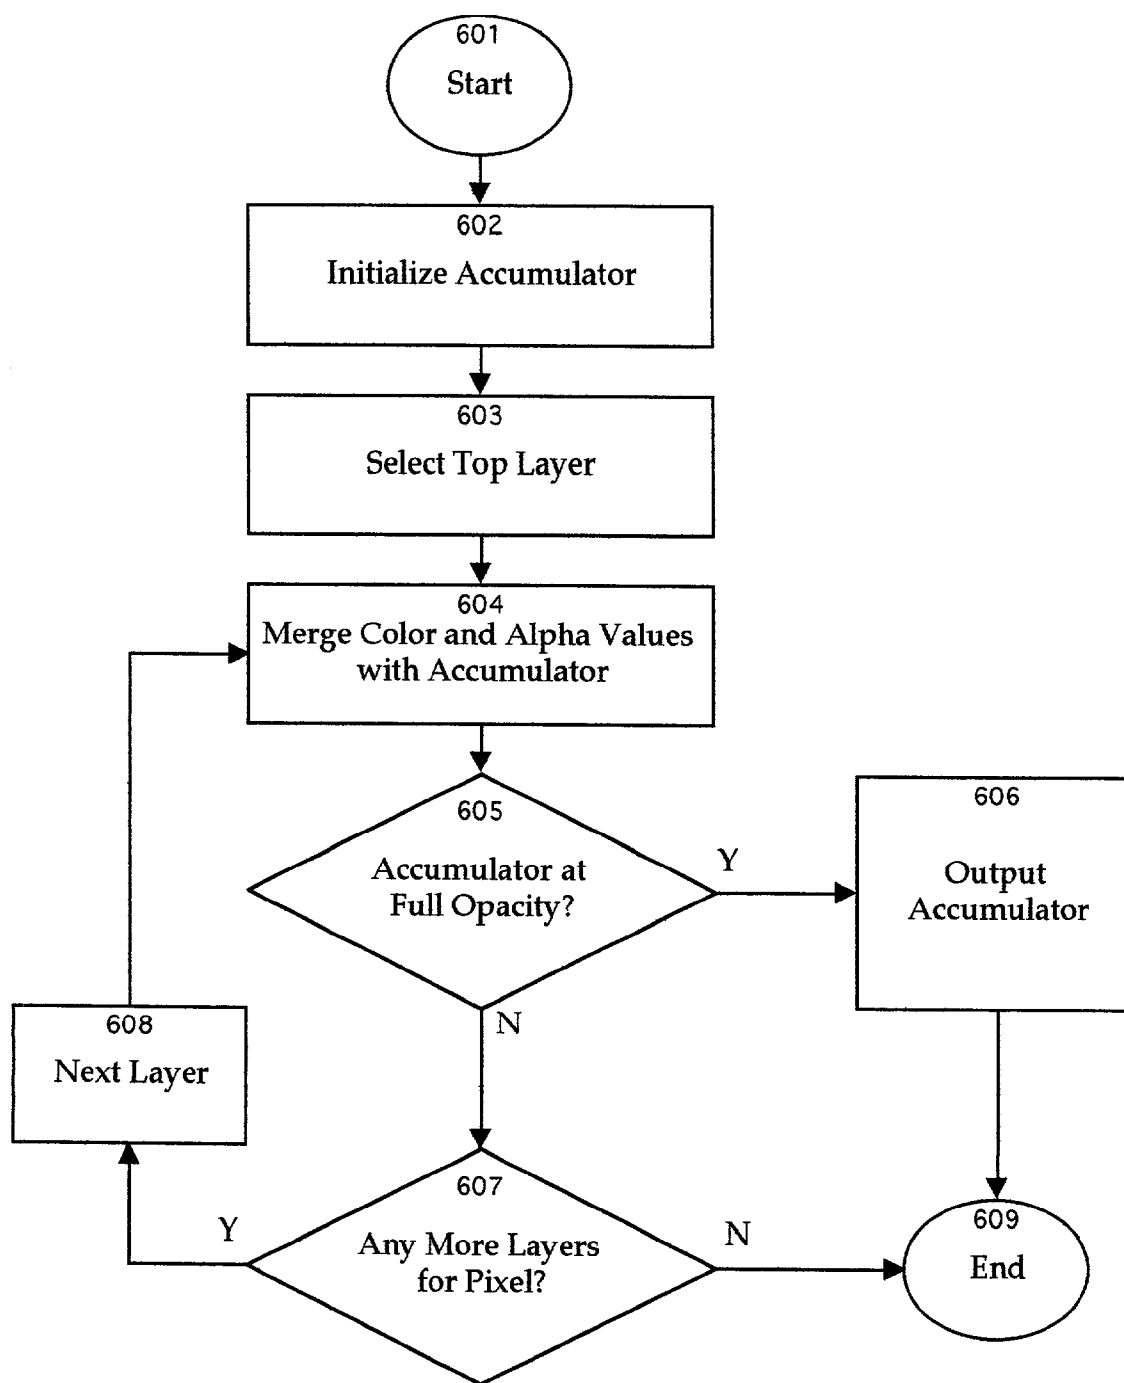 601
Start
602
Initialize Accumulator
603
Select Top Layer
604
Merge Color and Alpha Values
with Accumulator
605
Accumulator at
Full Opacity?
Y
N
606
Output
Accumulator
608
Next Layer
607
Any More Layers
for Pixel?
Y
N
609
End